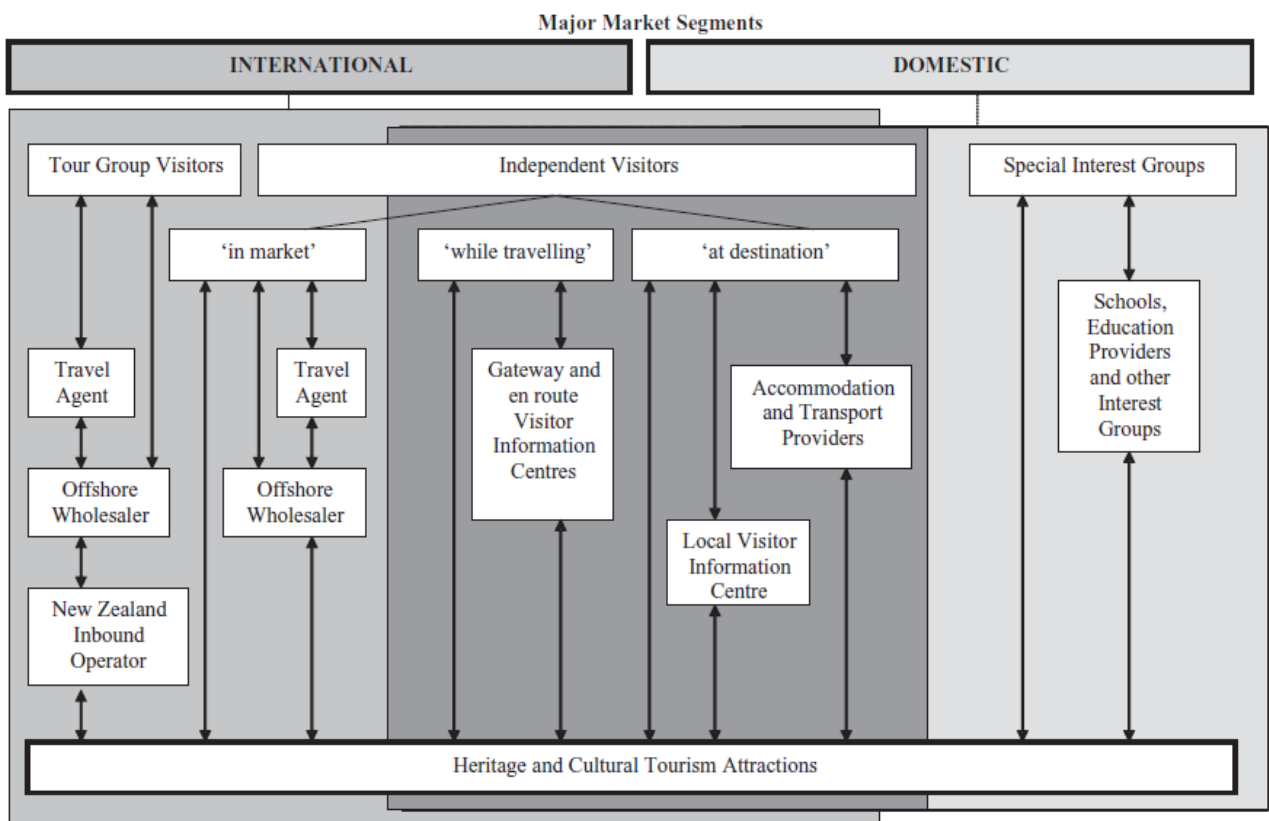 Major Market Segments
INTERNATIONAL
DOMESTIC
Tour Group Visitors
Independent Visitors
Special Interest Groups
‘in market’
‘while travelling’
‘at destination’
Travel
Agent
Travel
Agent
Gateway and
en route
Visitor
Information
Centres
Accommodation
and Transport
Providers
Schools,
Education
Providers
and other
Interest
Groups
Offshore
Wholesaler
Offshore
Wholesaler
Local Visitor
Information
Centre
New Zealand
Inbound
Operator
Heritage and Cultural Tourism Attractions